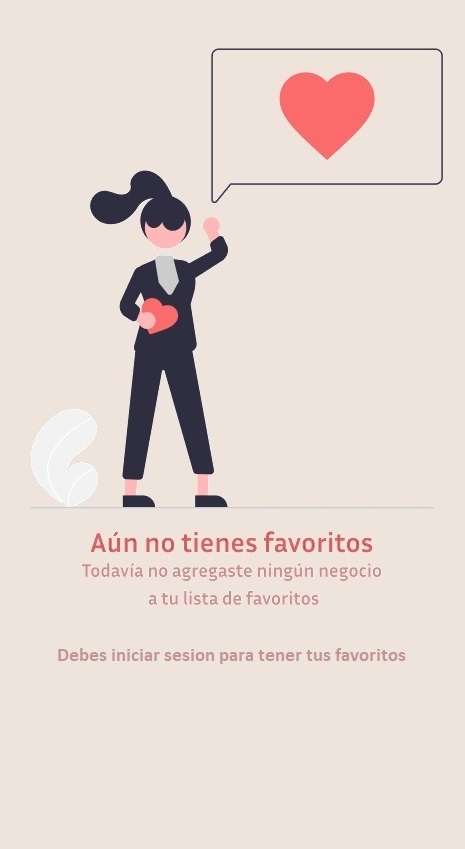 Aún no tienes favoritos
Todavía no agregaste ningún negocio
a tu lista de favoritos
Debes iniciar sesion para tener tus favoritos